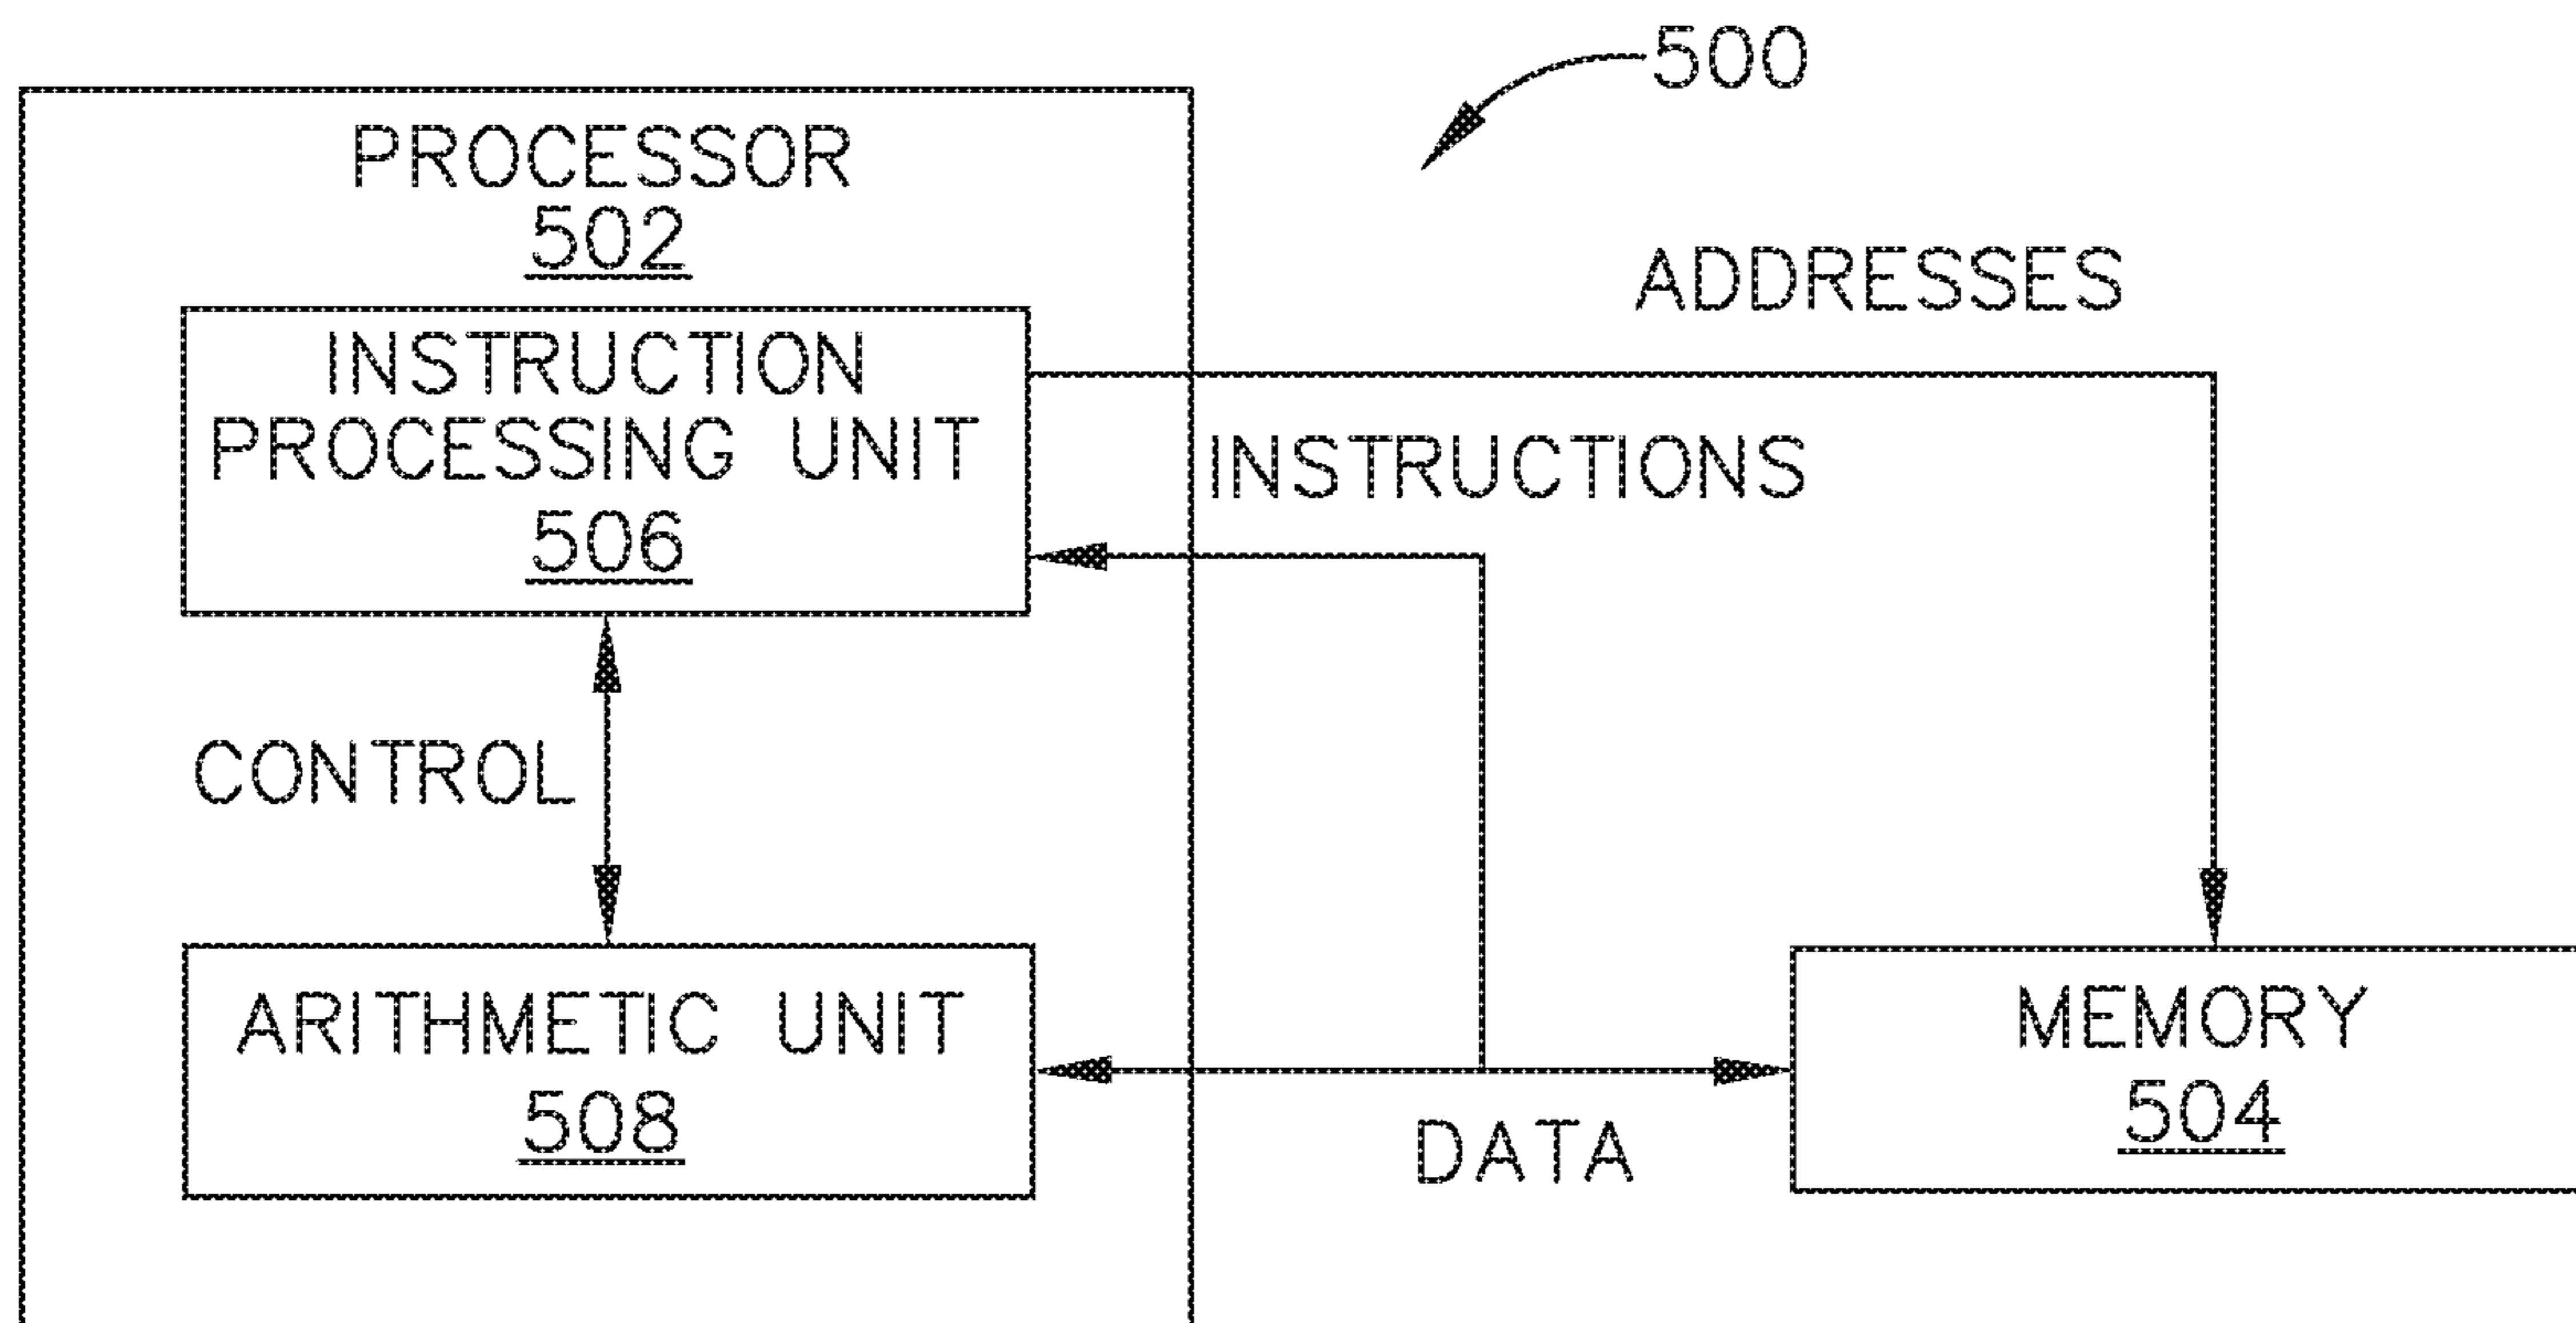 500
PROCESSOR
502
ADDRESSES
INSTRUCTION
PROCESSING UNIT
506
INSTRUCTIONS
CONTROL
ARITHMETIC UNIT
508
DATA
MEMORY
504